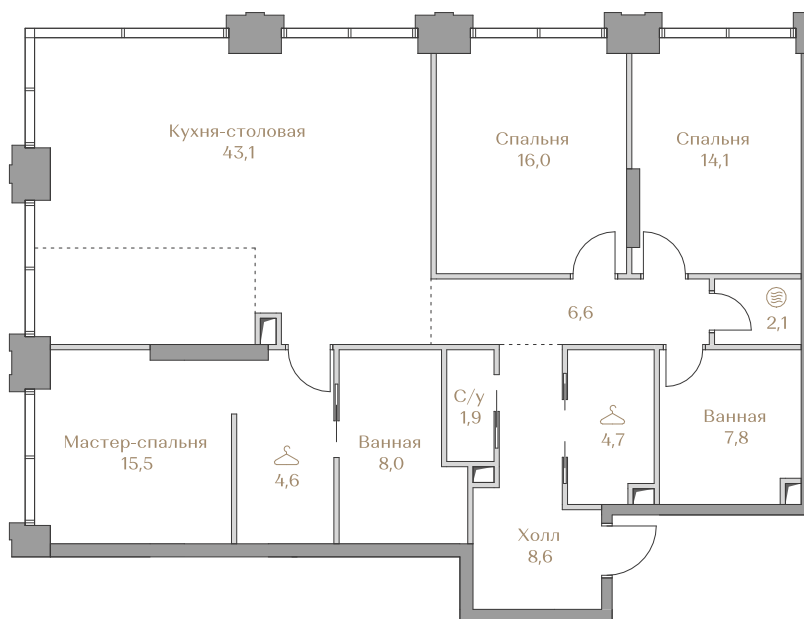 Кухня-столовая
43,1
Спальня
16,0
Спальня
14,1
6,6
2,1
С/у
1,9
4,7
Ванная
7,8
Мастер-спальня
15,5
4,6
Ванная
8,0
Холл
8,6